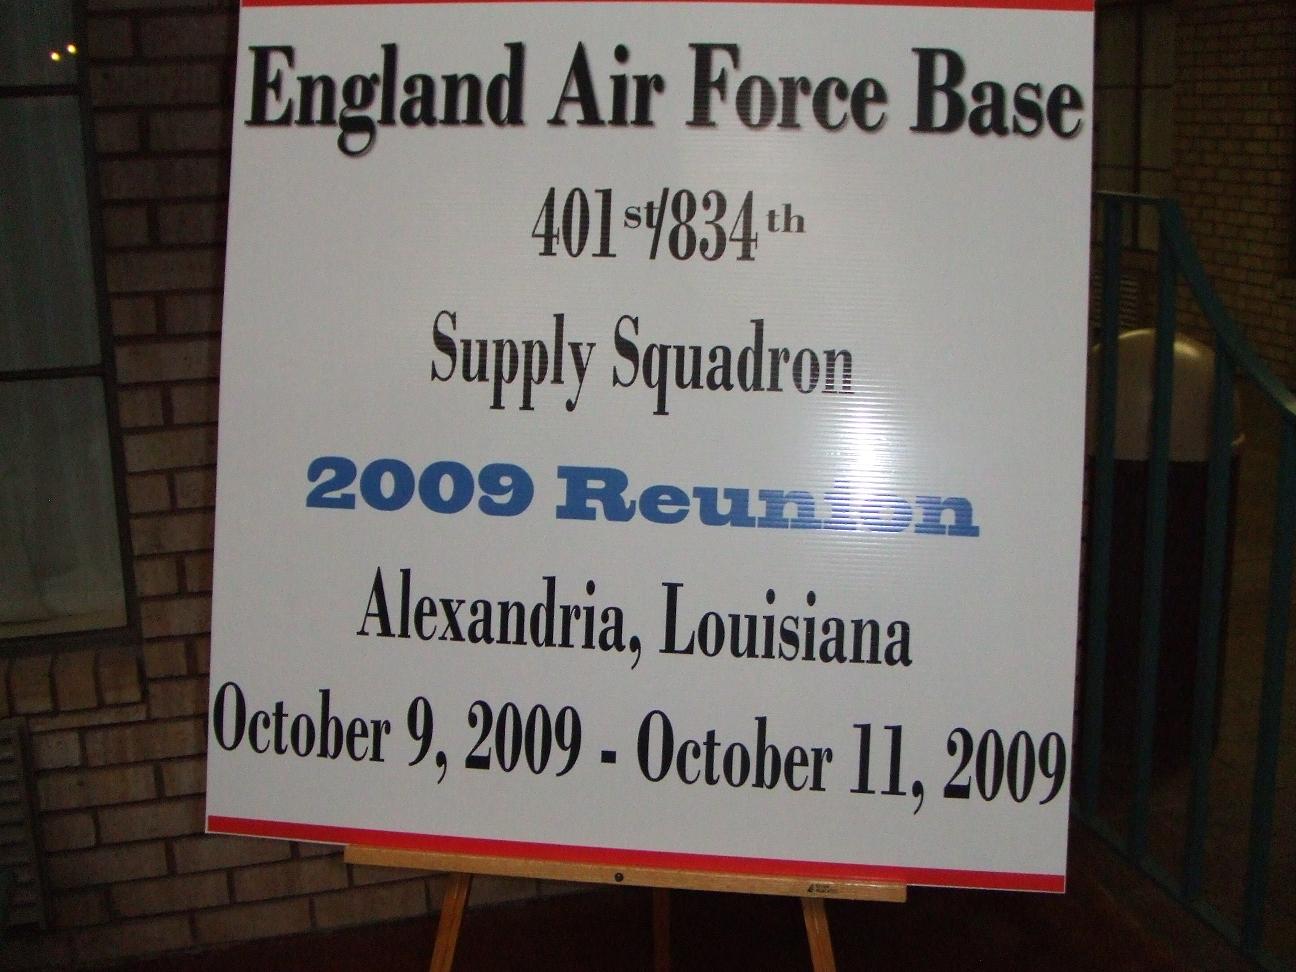 England Air Force Base
401st/834th
Supply Squadron
2009 Reunion
Alexandria, Louisiana
October 9, 2009 - October 11, 2009